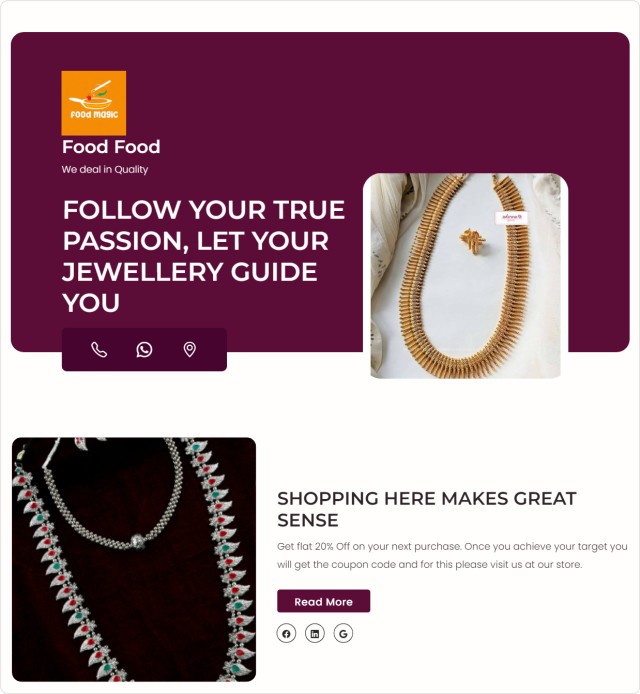 FOOD MAGIC
Food Food
We deal in Quality
FOLLOW YOUR TRUE
PASSION, LET YOUR
JEWELLERY GUIDE
YOU
SHOPPING HERE MAKES GREAT
SENSE
Get flat 20% Off on your next purchase. Once you achieve your target you
will get the coupon code and for this please visit us at our store.
Read More